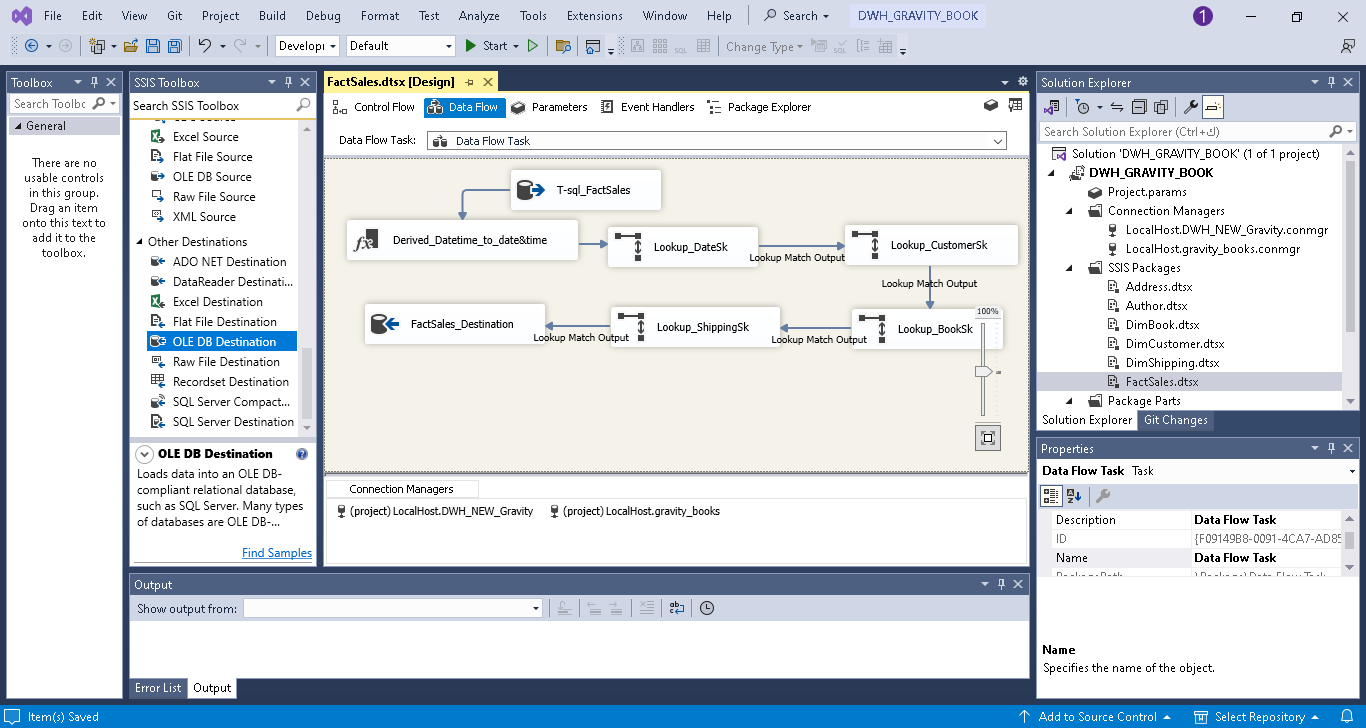 File Edit View Git Project Build Debug Format Test Analyze Tools Extensions Window Help Search DWH_GRAVITY_BOOK 1
Developi Default Start SQL Change Type SQL
Toolbox
Search Toolbc
General
There are no
usable controls
in this group.
Drag an item
onto this text to
add it to the
toolbox.
SSIS Toolbox
Search SSIS Toolbox
Excel Source
Flat File Source
OLE DB Source
Raw File Source
XML Source
Other Destinations
ADO NET Destination
DataReader Destinati...
Excel Destination
Flat File Destination
OLE DB Destination
Raw File Destination
Recordset Destination
SQL Server Compact...
SQL Server Destination
OLE DB Destination
Loads data into an OLE DB-
compliant relational database,
such as SQL Server. Many types
of databases are OLE DB-...
Find Samples
FactSales.dtsx [Design]
Control Flow Data Flow Parameters Event Handlers Package Explorer
Data Flow Task: Data Flow Task
T-sql_FactSales
Derived_Datetime_to_date&time
Lookup_DateSk
Lookup Match Output
Lookup_CustomerSk
Lookup Match Output
FactSales_Destination
Lookup Match Output
Lookup_ShippingSk
Lookup Match Output
Lookup_BookSk
100%
Connection Managers
(project) LocalHost.DWH_NEW_Gravity (project) LocalHost.gravity_books
Output
Show output from:
Error List Output
Solution Explorer
Search Solution Explorer (Ctrl+ك)
Solution 'DWH_GRAVITY_BOOK' (1 of 1 project)
DWH_GRAVITY_BOOK
Project.params
Connection Managers
LocalHost.DWH_NEW_Gravity.conmgr
LocalHost.gravity_books.conmgr
SSIS Packages
Address.dtsx
Author.dtsx
DimBook.dtsx
DimCustomer.dtsx
DimShipping.dtsx
FactSales.dtsx
Package Parts
Solution Explorer Git Changes
Properties
Data Flow Task Task
Description Data Flow Task
ID {F09149B8-0091-4CA7-AD85
Name Data Flow Task
Name
Specifies the name of the object.
Item(s) Saved Add to Source Control Select Repository